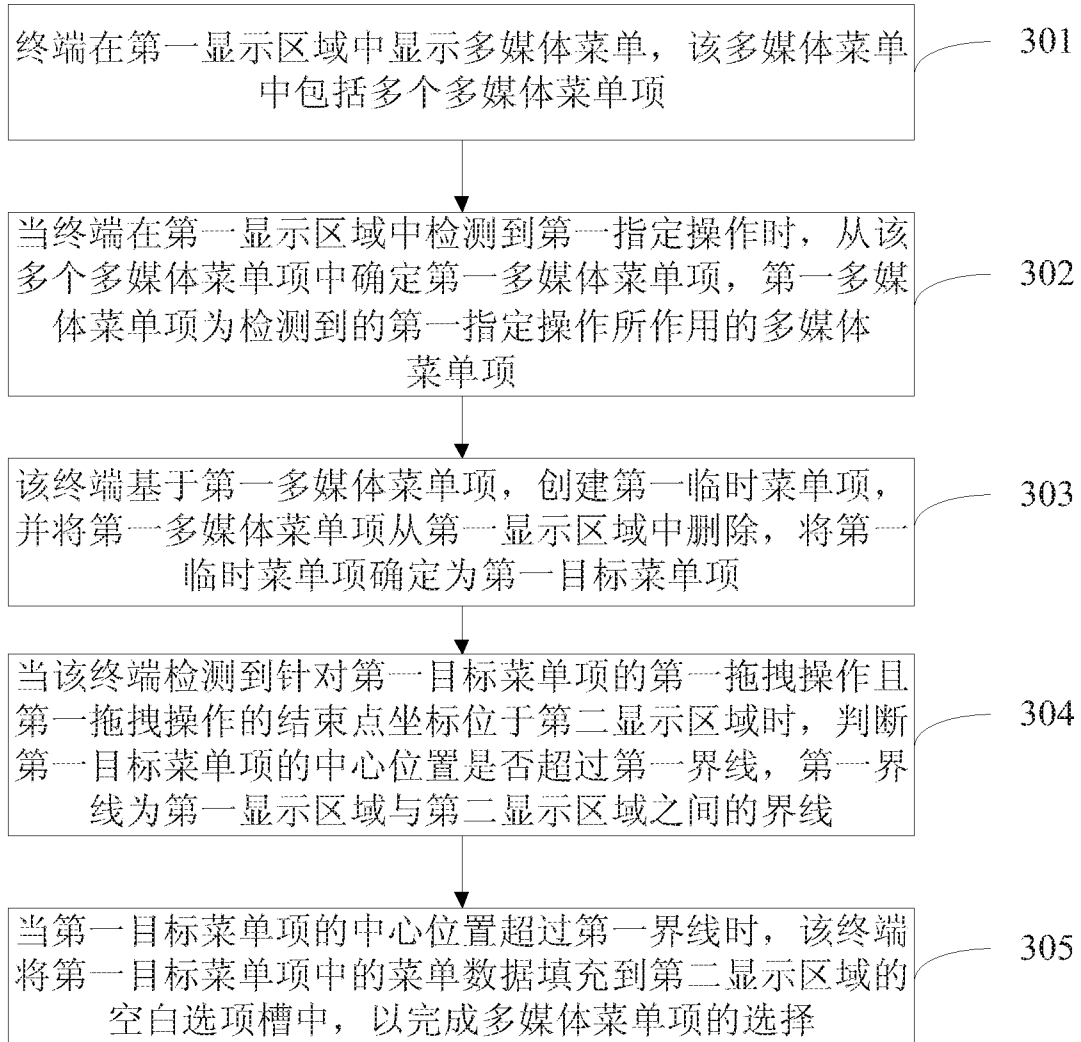 终端在第一显示区域中显示多媒体菜单，该多媒体菜单
中包括多个多媒体菜单项
301
当终端在第一显示区域中检测到第一指定操作时，从该
多个多媒体菜单项中确定第一多媒体菜单项，第一多媒
体菜单项为检测到的第一指定操作所作用的多媒体
菜单项
302
该终端基于第一多媒体菜单项，创建第一临时菜单项，
并将第一多媒体菜单项从第一显示区域中删除，将第一
临时菜单项确定为第一目标菜单项
303
当该终端检测到针对第一目标菜单项的第一拖拽操作且
第一拖拽操作的结束点坐标位于第二显示区域时，判断
第一目标菜单项的中心位置是否超过第一界线，第一界
线为第一显示区域与第二显示区域之间的界线
304
当第一目标菜单项的中心位置超过第一界线时，该终端
将第一目标菜单项中的菜单数据填充到第二显示区域的
空白选项槽中，以完成多媒体菜单项的选择
305